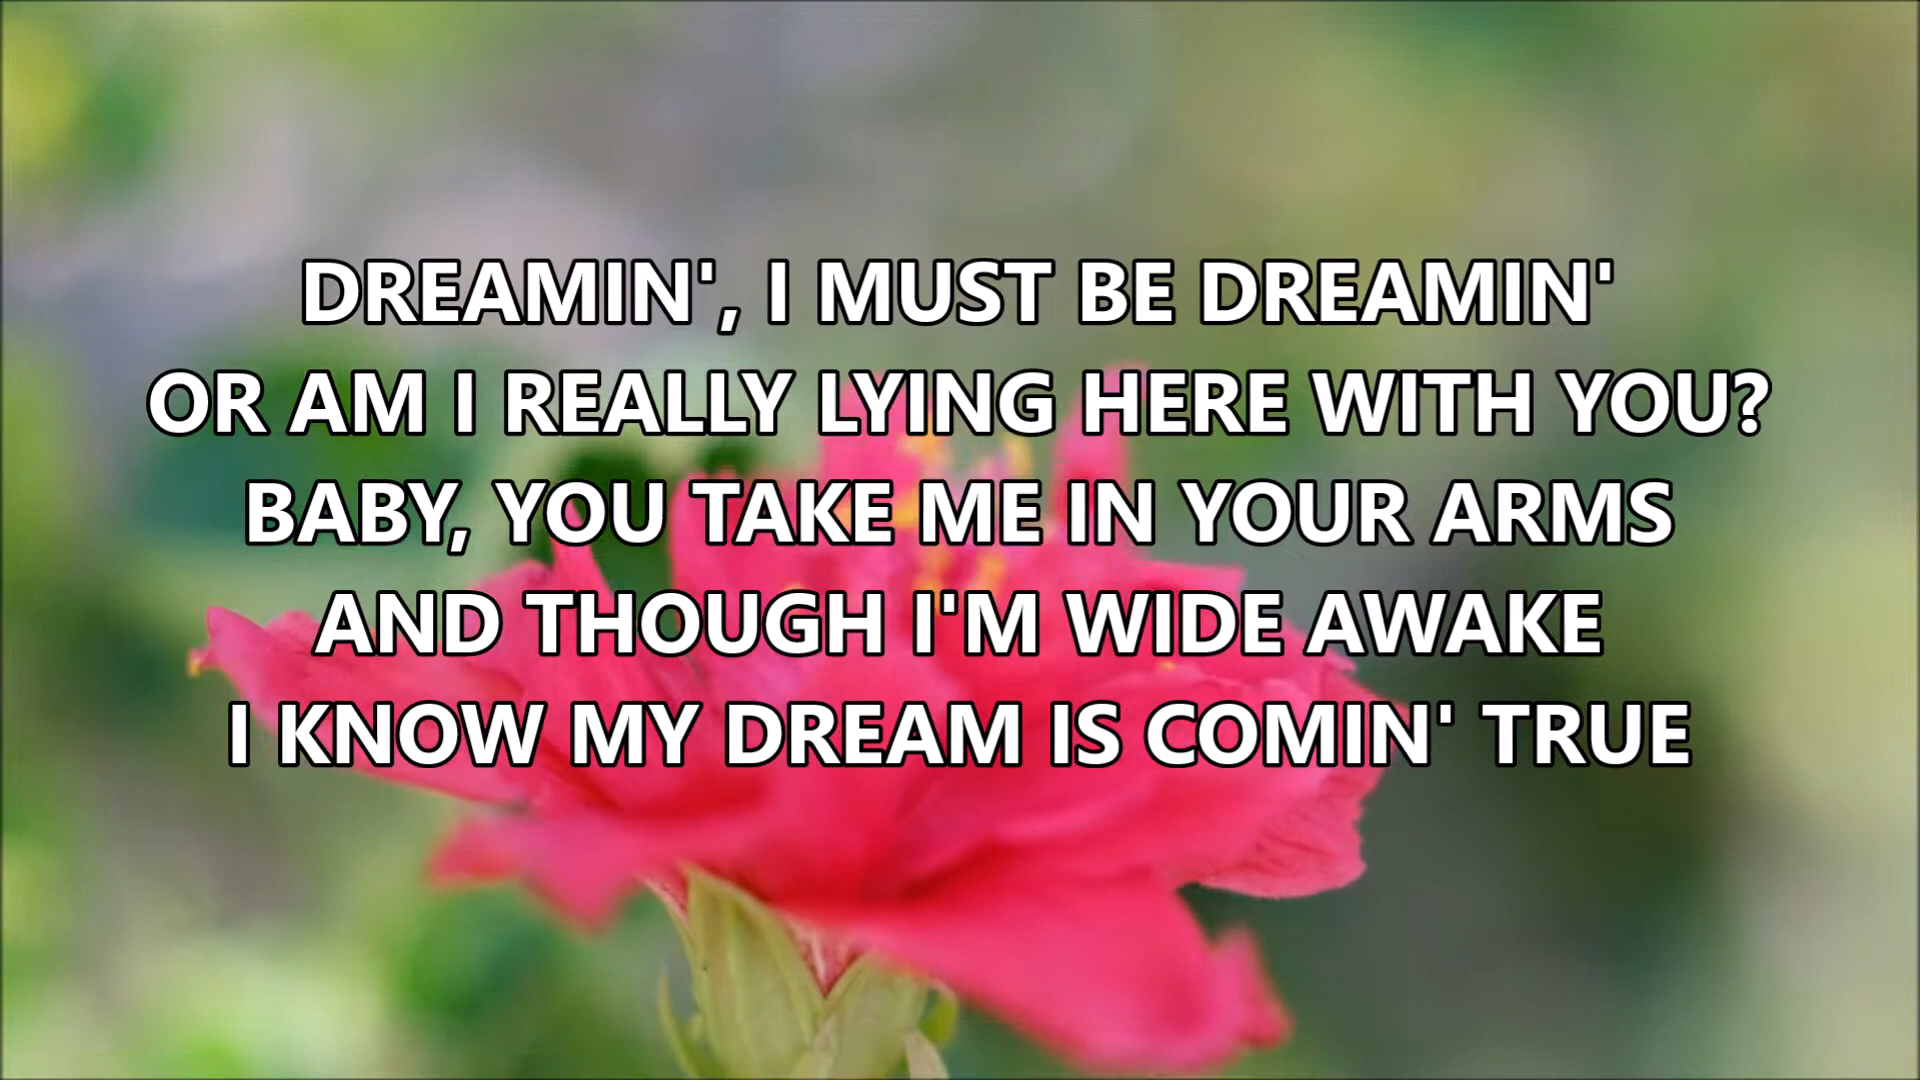 DREAMIN', I MUST BE DREAMIN'
OR AM I REALLY LYING HERE WITH YOU?
BABY, YOU TAKE ME IN YOUR ARMS
AND THOUGH I'M WIDE AWAKE
I KNOW MY DREAM IS COMIN' TRUE